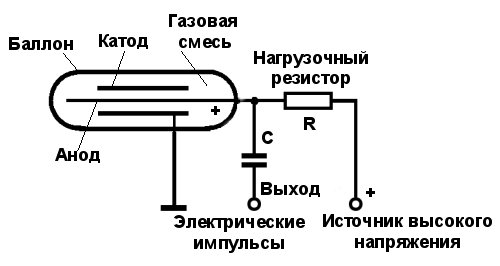 Газовая
смесь
Баллон
Катод
Нагрузочный
резистор
+
Анод
R
C
Выход
+
Электрические
импульсы
Источник высокого
напряжения